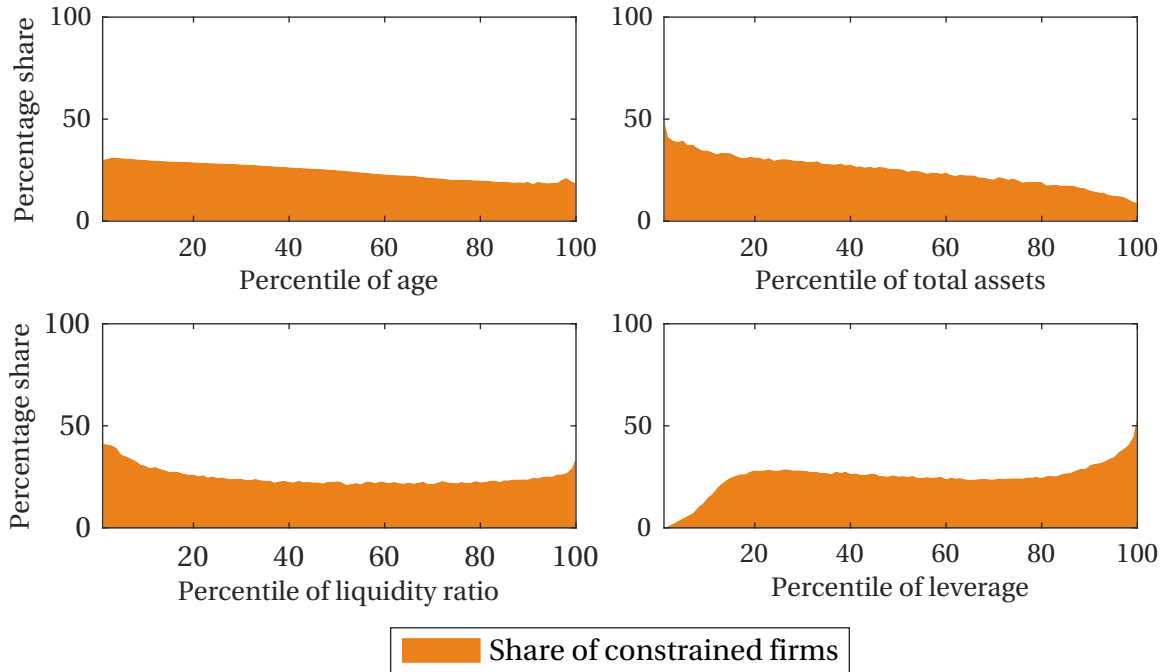 100
50
0
Percentage share
20 40 60 80 100
Percentile of age
100
50
0
20 40 60 80 100
Percentile of total assets
100
50
0
Percentage share
20 40 60 80 100
Percentile of liquidity ratio
100
50
0
20 40 60 80 100
Percentile of leverage
Share of constrained firms